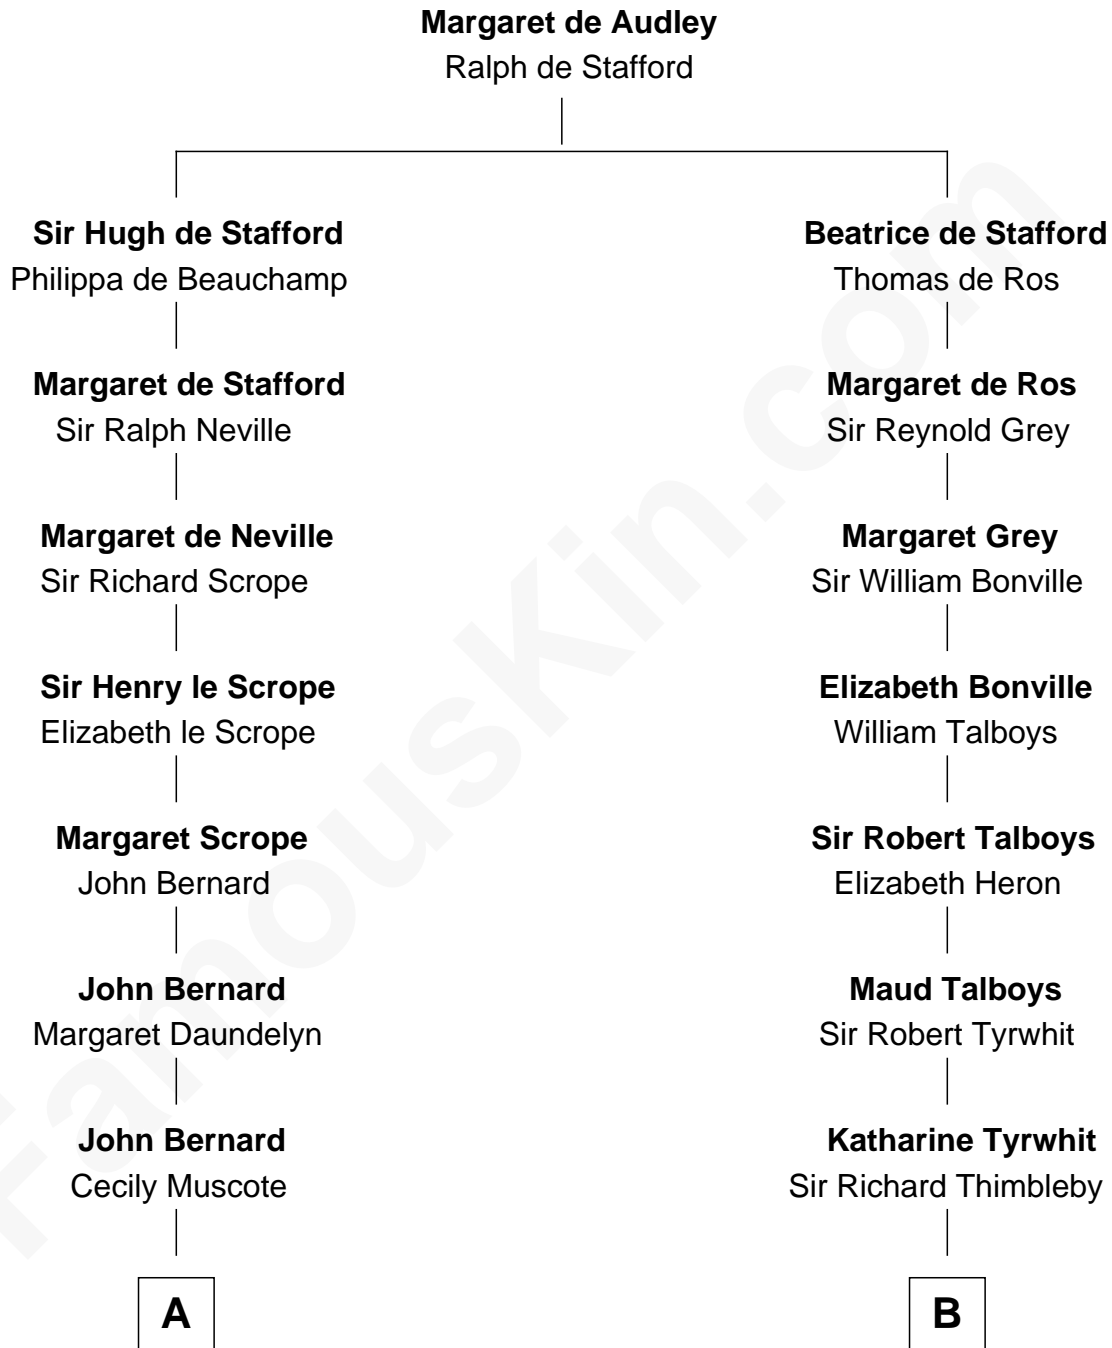 Margaret de Audley
Ralph de Stafford
Sir Hugh de Stafford
Philippa de Beauchamp
Beatrice de Stafford
Thomas de Ros
Margaret de Stafford
Sir Ralph Neville
Margaret de Ros
Sir Reynold Grey
Margaret de Neville
Sir Richard Scrope
Margaret Grey
Sir William Bonville
Sir Henry le Scrope
Elizabeth le Scrope
Elizabeth Bonville
William Talboys
Margaret Scrope
John Bernard
Sir Robert Talboys
Elizabeth Heron
John Bernard
Margaret Daundelyn
Maud Talboys
Sir Robert Tyrwhit
John Bernard
Cecily Muscote
Katharine Tyrwhit
Sir Richard Thimbleby
A
B
FamousKin.com